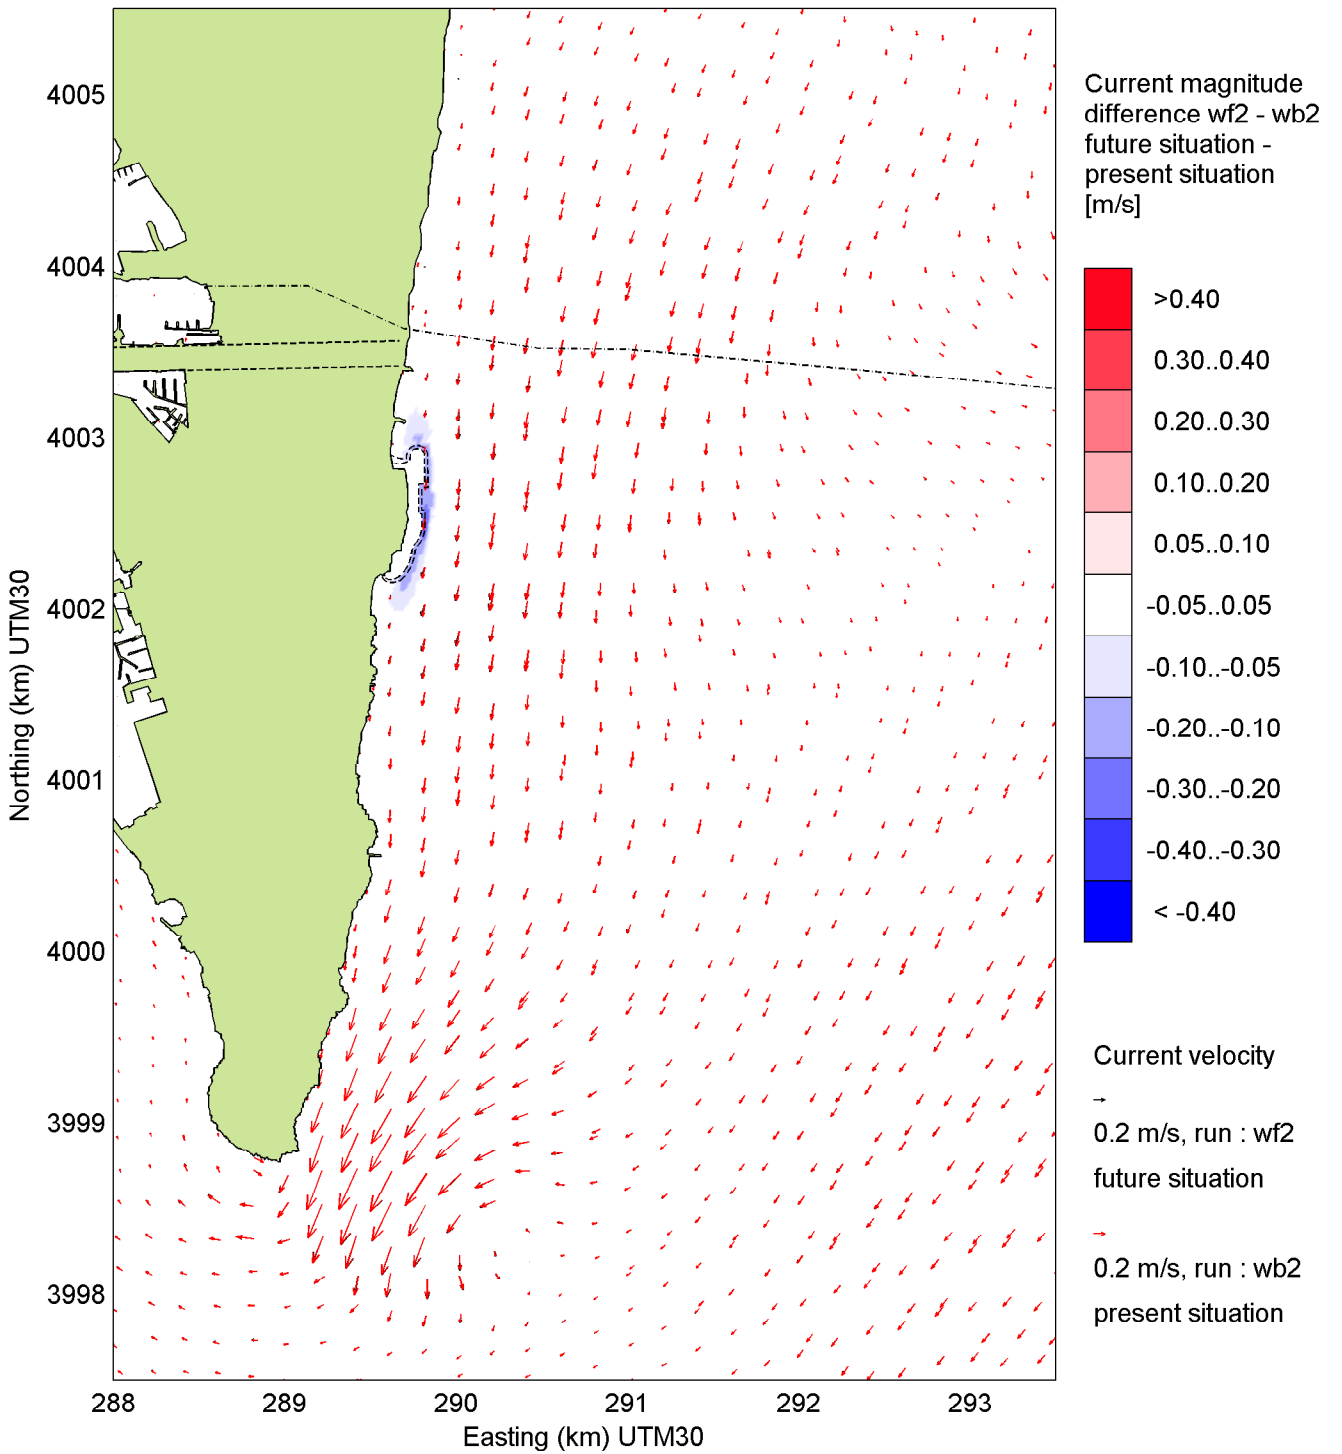 Current magnitude
difference wf2 - wb2
future situation -
present situation
[m/s]
>0.40
0.30..0.40
0.20..0.30
0.10..0.20
0.05..0.10
-0.05..0.05
-0.10..-0.05
-0.20..-0.10
-0.30..-0.20
-0.40..-0.30
< -0.40
Current velocity
0.2 m/s, run : wf2
future situation
0.2 m/s, run : wb2
present situation
Northing (km) UTM30
4005
4004
4003
4002
4001
4000
3999
3998
288 289 290 291 292 293
Easting (km) UTM30